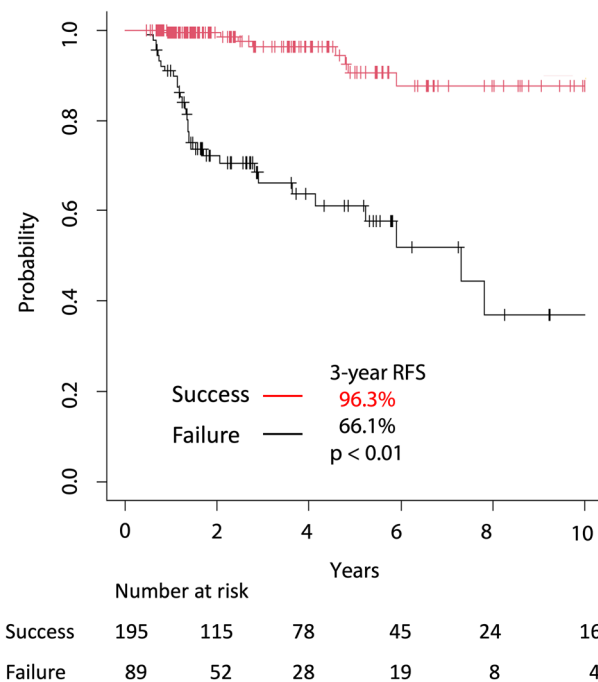 1.0
0.8
0.6
0.4
0.2
0.0
Probability
3-year RFS
Success 96.3%
Failure 66.1%
p < 0.01
0 2 4 6 8 10
Years
Number at risk
Success 195 115 78 45 24 16
Failure 89 52 28 19 8 4